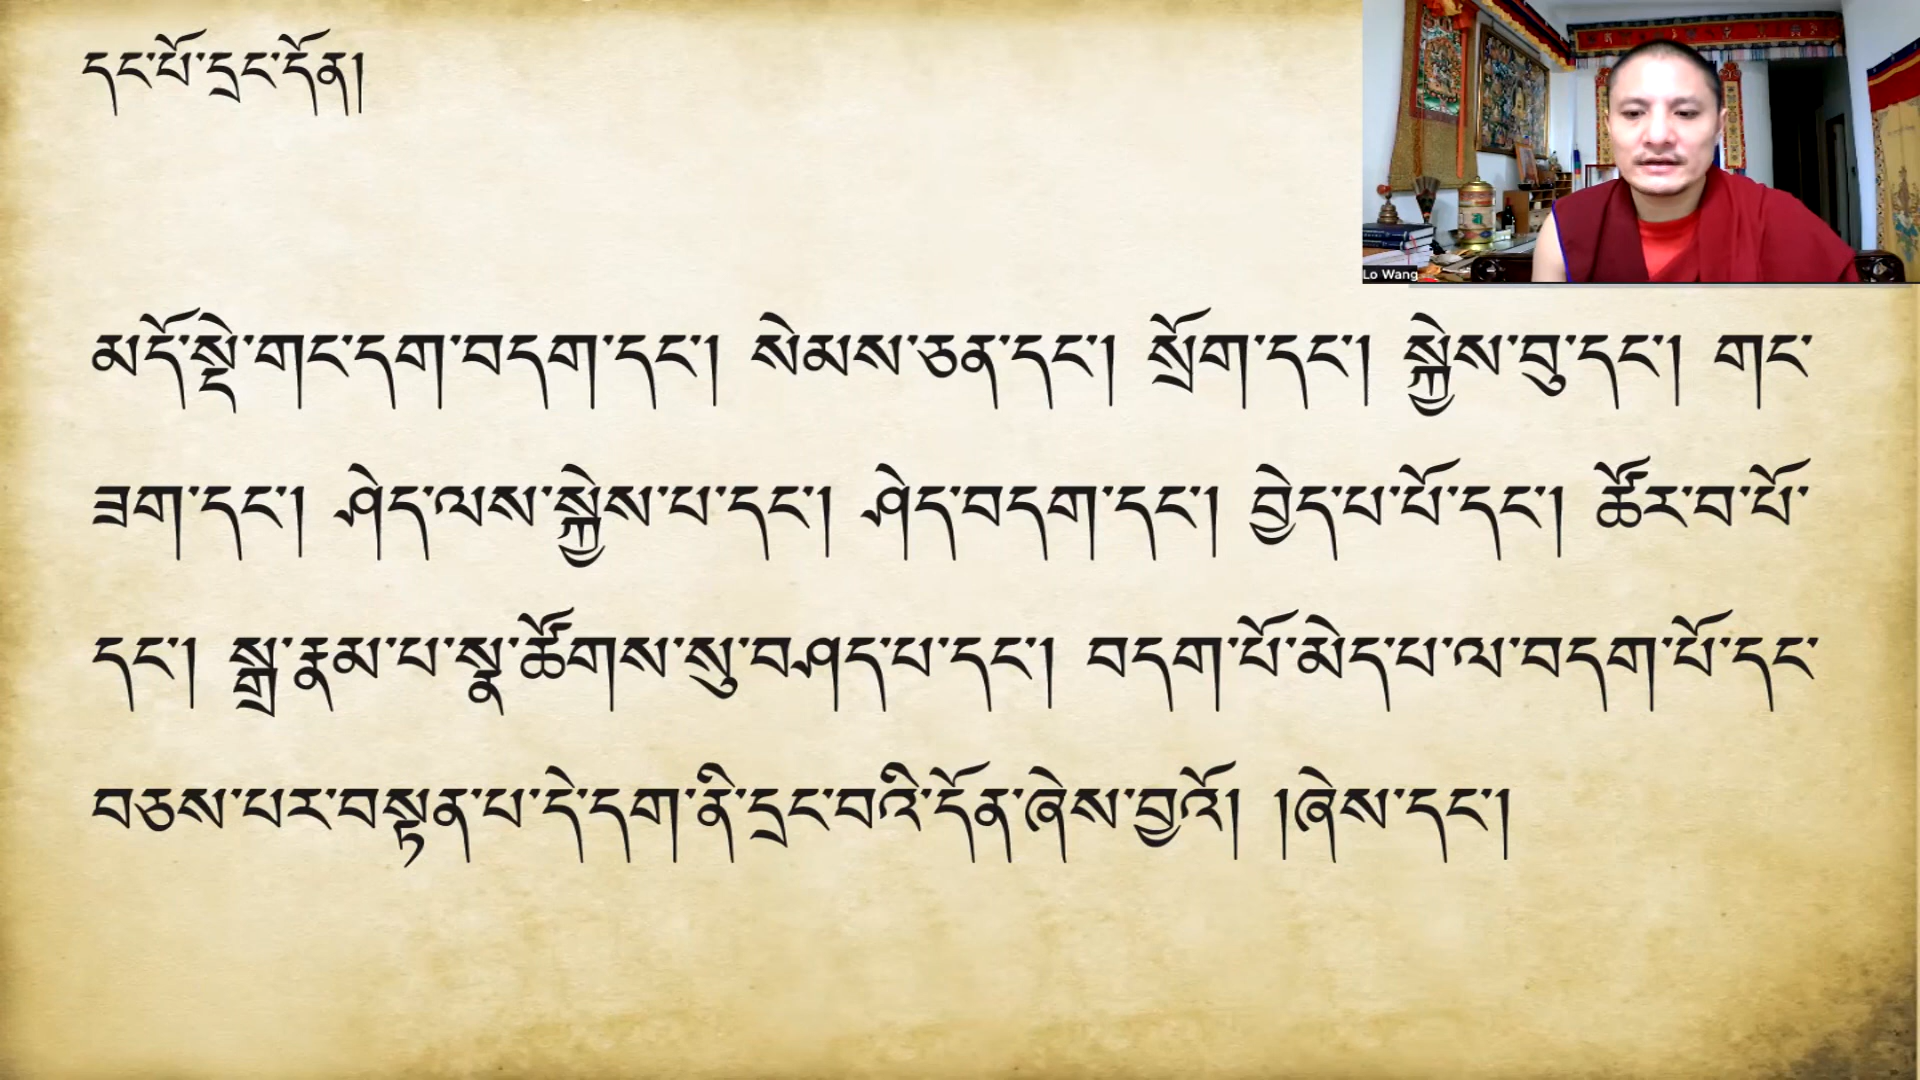 དང་པོ་དྲང་དོན།
Lo Wang
མདོ་སྡེ་གང་དག་བདག་དང་། སེམས་ཅན་དང་། སྲོག་དང་། སྐྱེས་བུ་དང་། གང་
ཟག་དང་། ཤེད་ལས་སྐྱེས་པ་དང་། ཤེད་བདག་དང་། བྱེད་པ་པོ་དང་། ཚོར་བ་པོ་
དང་། སྒྲ་རྣམ་པ་སྣ་ཚོགས་སུ་བཤད་པ་དང་། བདག་པོ་མེད་པ་ལ་བདག་པོ་དང་
བཅས་པར་བསྟན་པ་དེ་དག་ནི་དྲང་བའི་དོན་ཞེས་བྱའོ། །ཞེས་དང་།